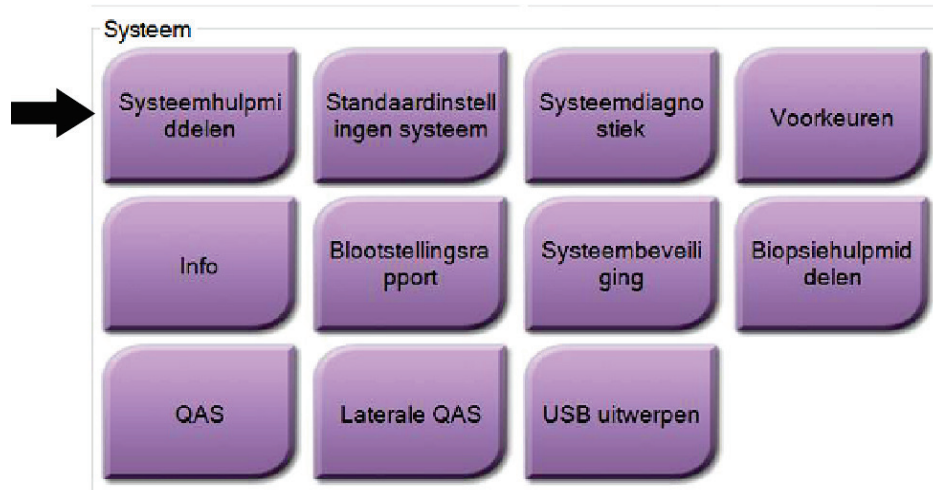 Systeem
Systeemhulpmi
ddelen
Standaardinstell
ingen systeem
Systeemdiagno
stiek
Voorkeuren
Info
Blootstellingsra
pport
Systeembeveili
ging
Biopsiehulpmid
delen
QAS
Laterale QAS
USB uitwerpen